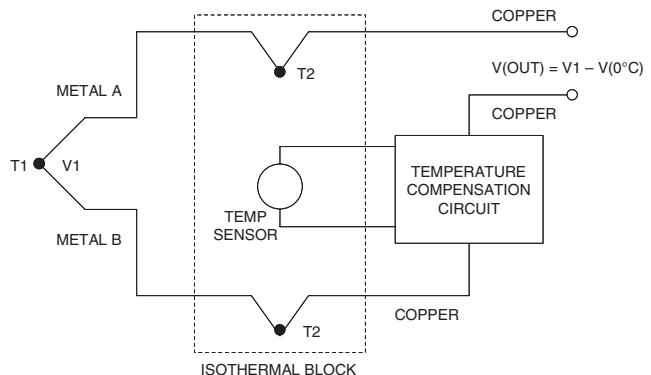 COPPER
T2
V(OUT) = V1 – V(0°C)
METAL A
COPPER
T1
V1
TEMPERATURE
COMPENSATION
CIRCUIT
TEMP
SENSOR
METAL B
COPPER
T2
ISOTHERMAL BLOCK